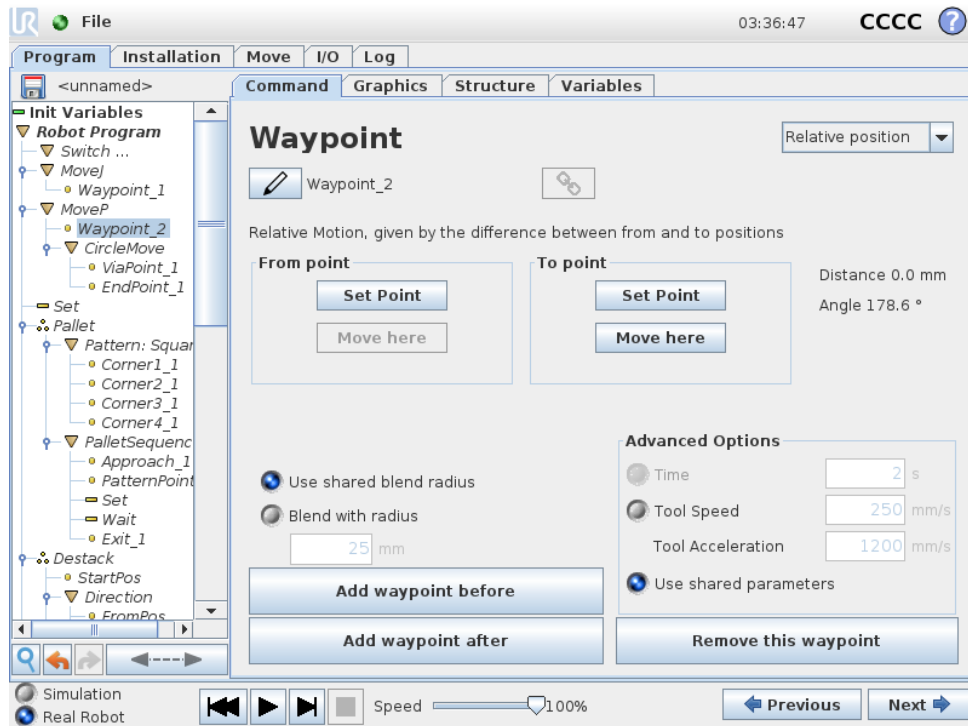 UR File 03:36:47 CCCC ?
Program Installation Move I/O Log
<unnamed> Command Graphics Structure Variables
Init Variables
Robot Program
Switch ...
MoveJ
Waypoint_1
MoveP
Waypoint_2
CircleMove
ViaPoint_1
EndPoint_1
Set
Pallet
Pattern: Squar
Corner1_1
Corner2_1
Corner3_1
Corner4_1
PalletSequenc
Approach_1
PatternPoint
Set
Wait
Exit_1
Destack
StartPos
Direction
FromPos
Waypoint Relative position
Waypoint_2
Relative Motion, given by the difference between from and to positions
From point To point
Set Point Set Point
Move here Move here
Distance 0.0 mm
Angle 178.6 °
Use shared blend radius
Blend with radius
25 mm
Advanced Options
Time 2 s
Tool Speed 250 mm/s
Tool Acceleration 1200 mm/s
Use shared parameters
Add waypoint before
Add waypoint after Remove this waypoint
Simulation
Real Robot
Speed 100% Previous Next